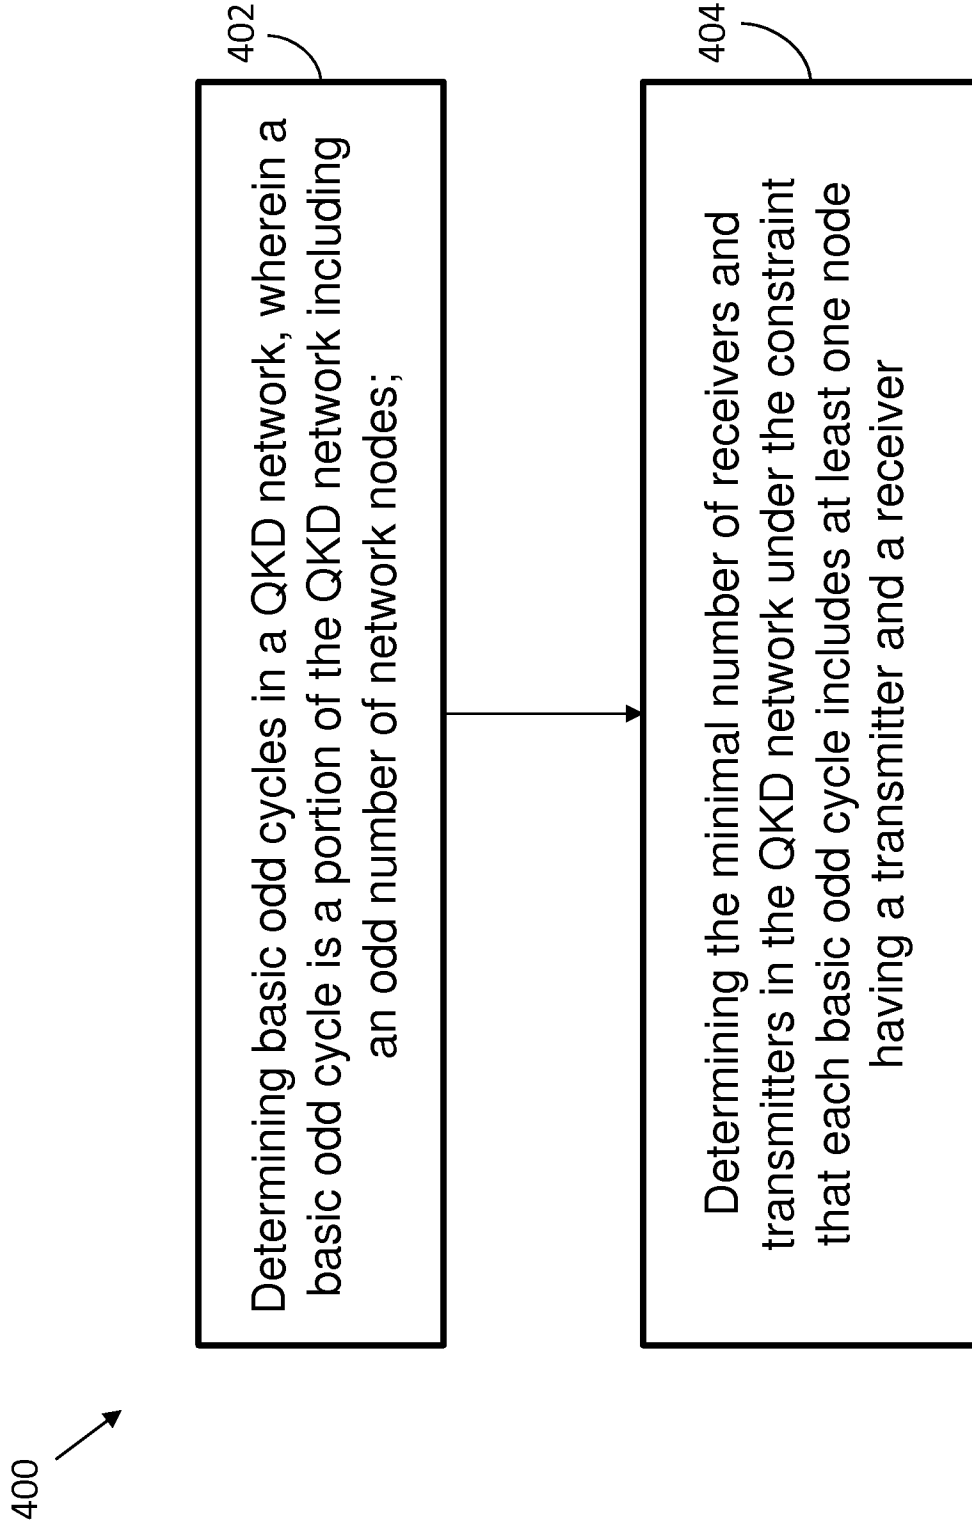 400
402
Determining basic odd cycles in a QKD network, wherein a
basic odd cycle is a portion of the QKD network including
an odd number of network nodes;
404
Determining the minimal number of receivers and
transmitters in the QKD network under the constraint
that each basic odd cycle includes at least one node
having a transmitter and a receiver